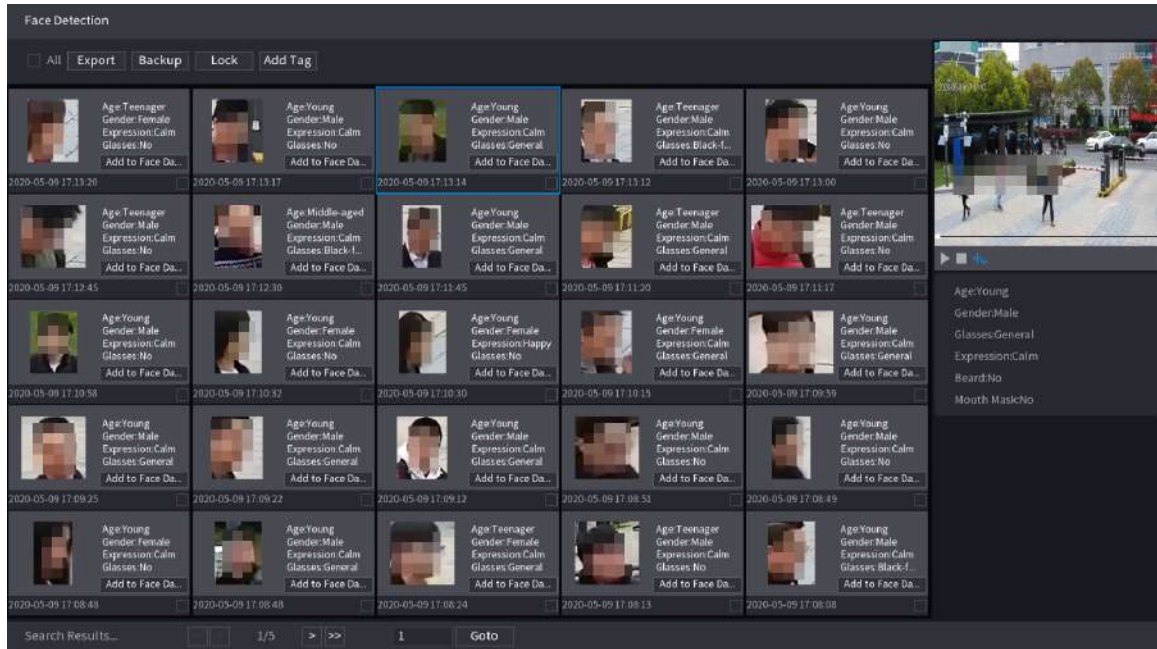 Face Detection
All Export Backup Lock Add Tag
Age:Teenager
Gender:Female
Expression:Calm
Glasses:No
Add to Face Da...
2020-05-09 17:13:20
Age:Young
Gender:Male
Expression:Calm
Glasses:No
Add to Face Da...
2020-05-09 17:13:17
Age:Young
Gender:Male
Expression:Calm
Glasses:General
Add to Face Da...
2020-05-09 17:13:14
Age:Teenager
Gender:Male
Expression:Calm
Glasses:Black-f...
Add to Face Da...
2020-05-09 17:13:12
Age:Young
Gender:Male
Expression:Calm
Glasses:No
Add to Face Da...
2020-05-09 17:13:00
Age:Teenager
Gender:Male
Expression:Calm
Glasses:No
Add to Face Da...
2020-05-09 17:12:45
Age:Middle-aged
Gender:Male
Expression:Calm
Glasses:Black-f...
Add to Face Da...
2020-05-09 17:12:30
Age:Young
Gender:Male
Expression:Calm
Glasses:General
Add to Face Da...
2020-05-09 17:11:45
Age:Teenager
Gender:Male
Expression:Calm
Glasses:General
Add to Face Da...
2020-05-09 17:11:20
Age:Teenager
Gender:Male
Expression:Calm
Glasses:No
Add to Face Da...
2020-05-09 17:11:17
Age:Young
Gender:Male
Expression:Calm
Glasses:No
Add to Face Da...
2020-05-09 17:10:58
Age:Young
Gender:Female
Expression:Calm
Glasses:No
Add to Face Da...
2020-05-09 17:10:32
Age:Young
Gender:Female
Expression:Happy
Glasses:No
Add to Face Da...
2020-05-09 17:10:30
Age:Young
Gender:Female
Expression:Calm
Glasses:General
Add to Face Da...
2020-05-09 17:10:15
Age:Young
Gender:Male
Expression:Calm
Glasses:General
Add to Face Da...
2020-05-09 17:09:59
Age:Young
Gender:Male
Expression:Calm
Glasses:General
Add to Face Da...
2020-05-09 17:09:25
Age:Young
Gender:Male
Expression:Calm
Glasses:General
Add to Face Da...
2020-05-09 17:09:22
Age:Young
Gender:Male
Expression:Calm
Glasses:General
Add to Face Da...
2020-05-09 17:09:12
Age:Young
Gender:Male
Expression:Calm
Glasses:No
Add to Face Da...
2020-05-09 17:08:51
Age:Young
Gender:Male
Expression:Calm
Glasses:No
Add to Face Da...
2020-05-09 17:08:49
Age:Young
Gender:Female
Expression:Calm
Glasses:No
Add to Face Da...
2020-05-09 17:08:48
Age:Young
Gender:Male
Expression:Calm
Glasses:General
Add to Face Da...
2020-05-09 17:08:48
Age:Teenager
Gender:Female
Expression:Calm
Glasses:General
Add to Face Da...
2020-05-09 17:08:24
Age:Teenager
Gender:Male
Expression:Calm
Glasses:No
Add to Face Da...
2020-05-09 17:08:13
Age:Young
Gender:Male
Expression:Calm
Glasses:Black-f...
Add to Face Da...
2020-05-09 17:08:08
Age:Young
Gender:Male
Glasses:General
Expression:Calm
Beard:No
Mouth Mask:No
Search Results... 1/5 > >> 1 Goto